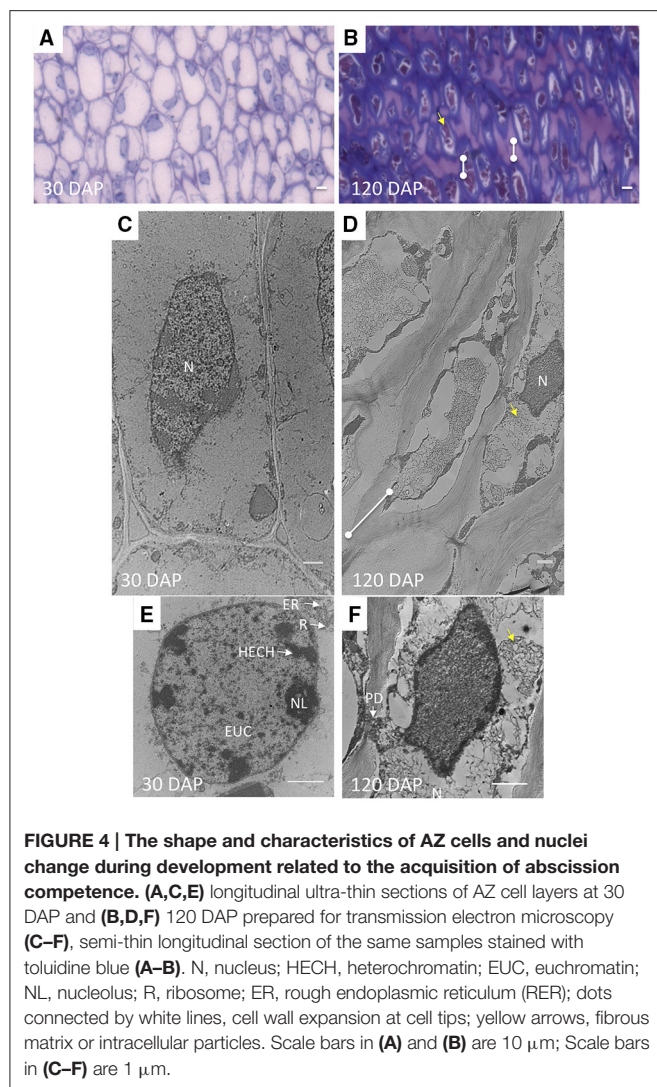 A
B
30 DAP
120 DAP
C
D
N
N
30 DAP
120 DAP
E
F
ER
R
HECH
NL
EUC
PD
30 DAP
120 DAP
N
FIGURE 4 | The shape and characteristics of AZ cells and nuclei
change during development related to the acquisition of abscission
competence. (A,C,E) longitudinal ultra-thin sections of AZ cell layers at 30
DAP and (B,D,F) 120 DAP prepared for transmission electron microscopy
(C–F), semi-thin longitudinal section of the same samples stained with
toluidine blue (A–B). N, nucleus; HECH, heterochromatin; EUC, euchromatin;
NL, nucleolus; R, ribosome; ER, rough endoplasmic reticulum (RER); dots
connected by white lines, cell wall expansion at cell tips; yellow arrows, fibrous
matrix or intracellular particles. Scale bars in (A) and (B) are 10 μm; Scale bars
in (C–F) are 1 μm.